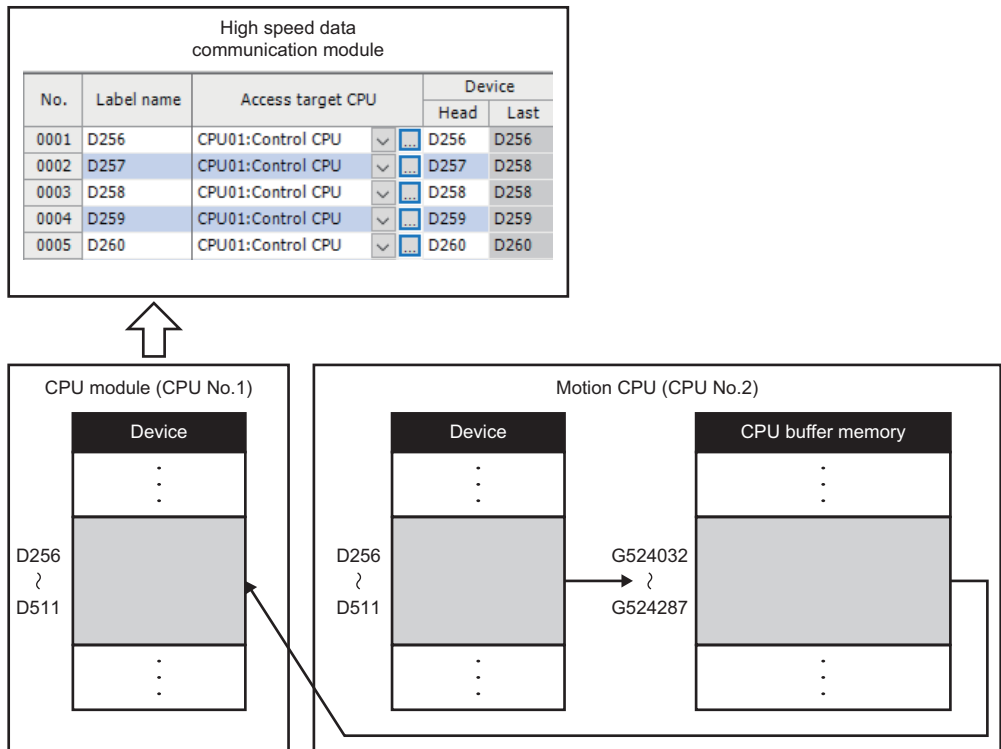 High speed data
communication module
No. Label name Access target CPU Device
Head Last
0001 D256 CPU01:Control CPU ... D256 D256
0002 D257 CPU01:Control CPU ... D257 D258
0003 D258 CPU01:Control CPU ... D258 D258
0004 D259 CPU01:Control CPU ... D259 D259
0005 D260 CPU01:Control CPU ... D260 D260
CPU module (CPU No.1)
Device
D256
~
D511
Motion CPU (CPU No.2)
Device
D256
~
D511
CPU buffer memory
G524032
~
G524287